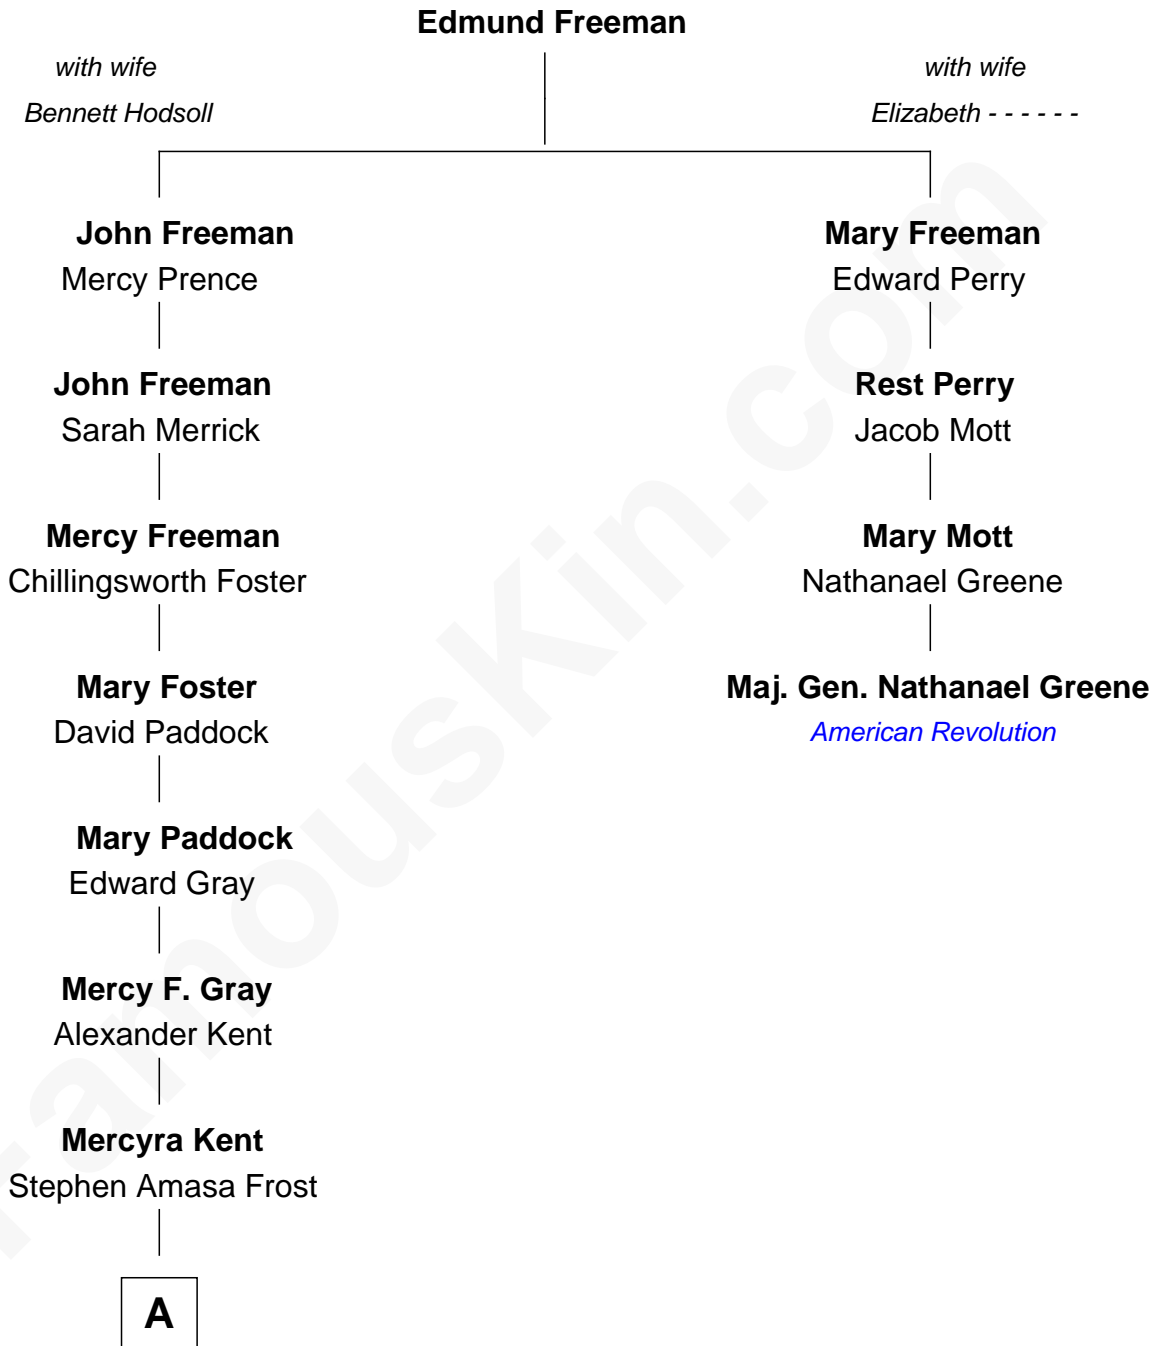 Edmund Freeman
with wife
Bennett Hodsoll
with wife
Elizabeth - - - - - -
John Freeman
Mercy Prence
Mary Freeman
Edward Perry
John Freeman
Sarah Merrick
Rest Perry
Jacob Mott
Mercy Freeman
Chillingsworth Foster
Mary Mott
Nathanael Greene
Mary Foster
David Paddock
Maj. Gen. Nathanael Greene
American Revolution
Mary Paddock
Edward Gray
Mercy F. Gray
Alexander Kent
Mercyra Kent
Stephen Amasa Frost
A
famousKin.com